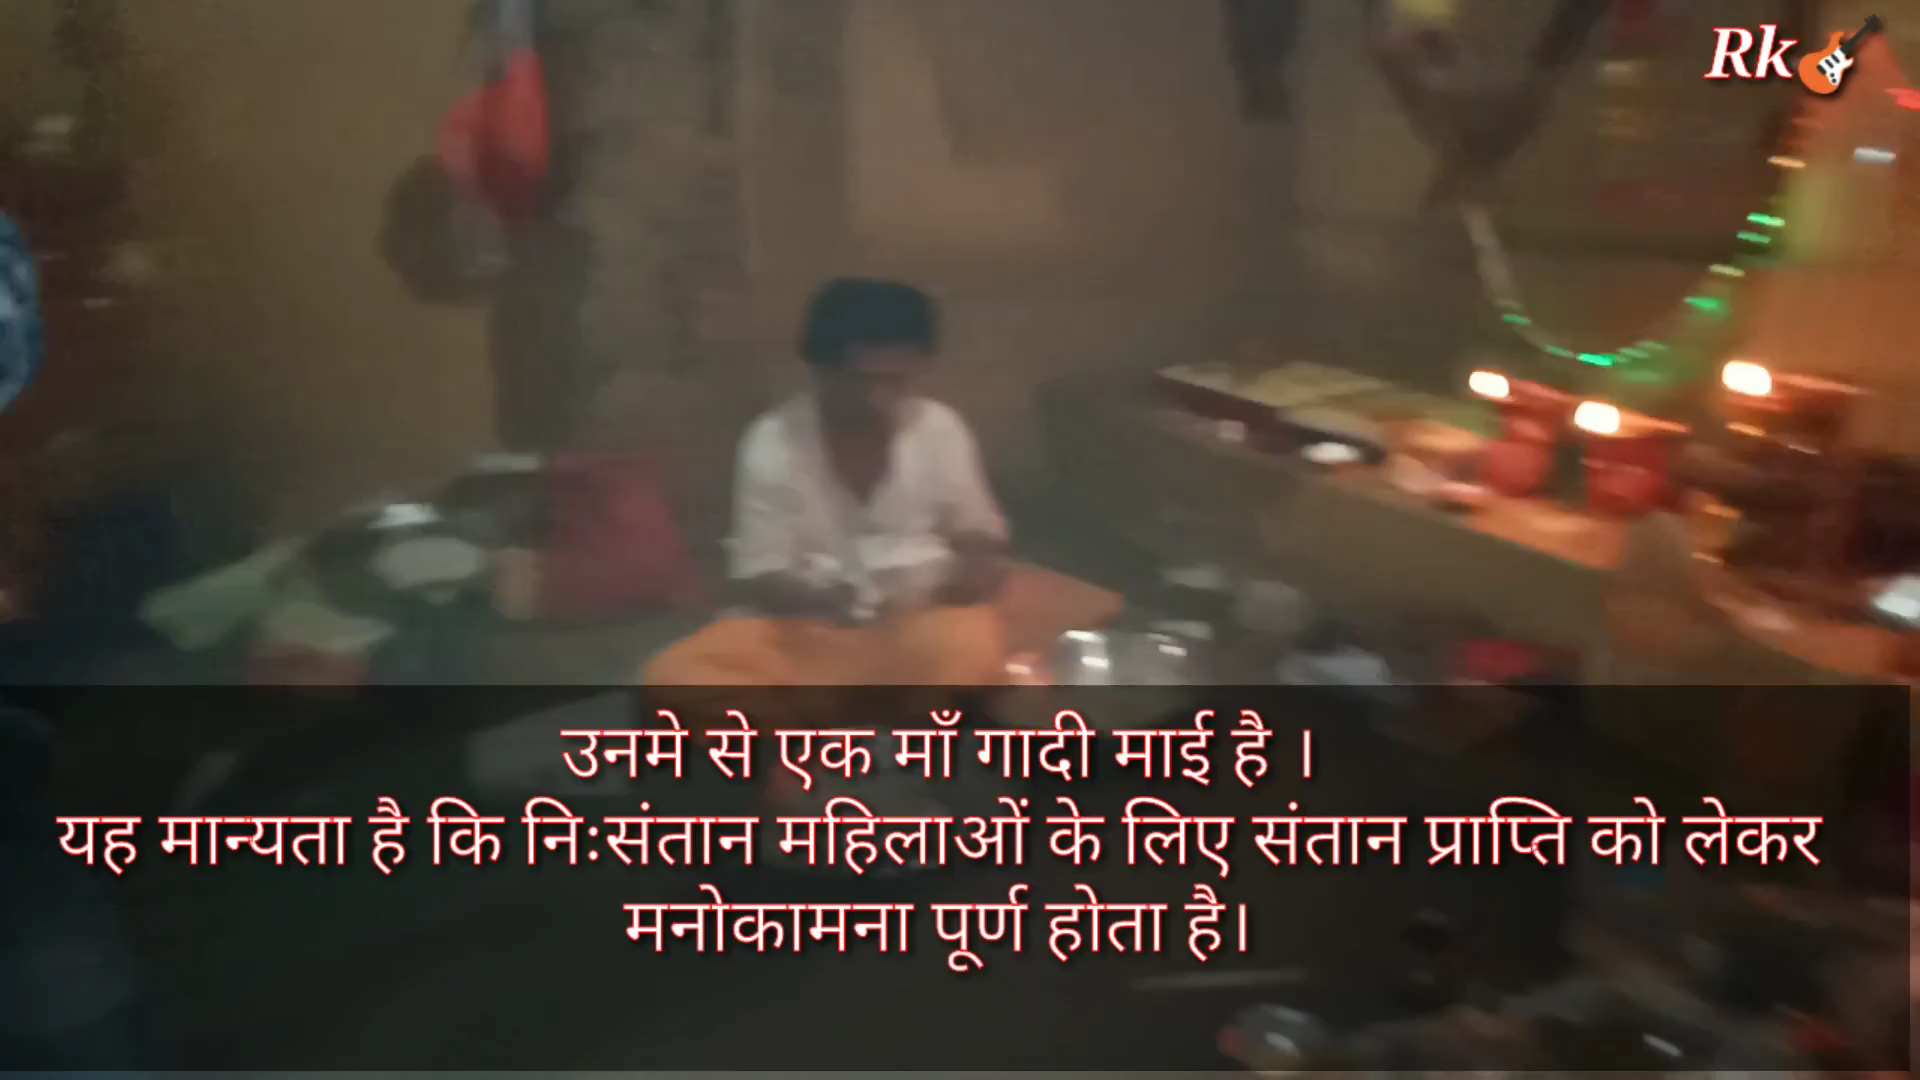 Rk
उनमे से एक माँ गादी माई है ।
यह मान्यता है कि निःसंतान महिलाओं के लिए संतान प्राप्ति को लेकर
मनोकामना पूर्ण होता है।